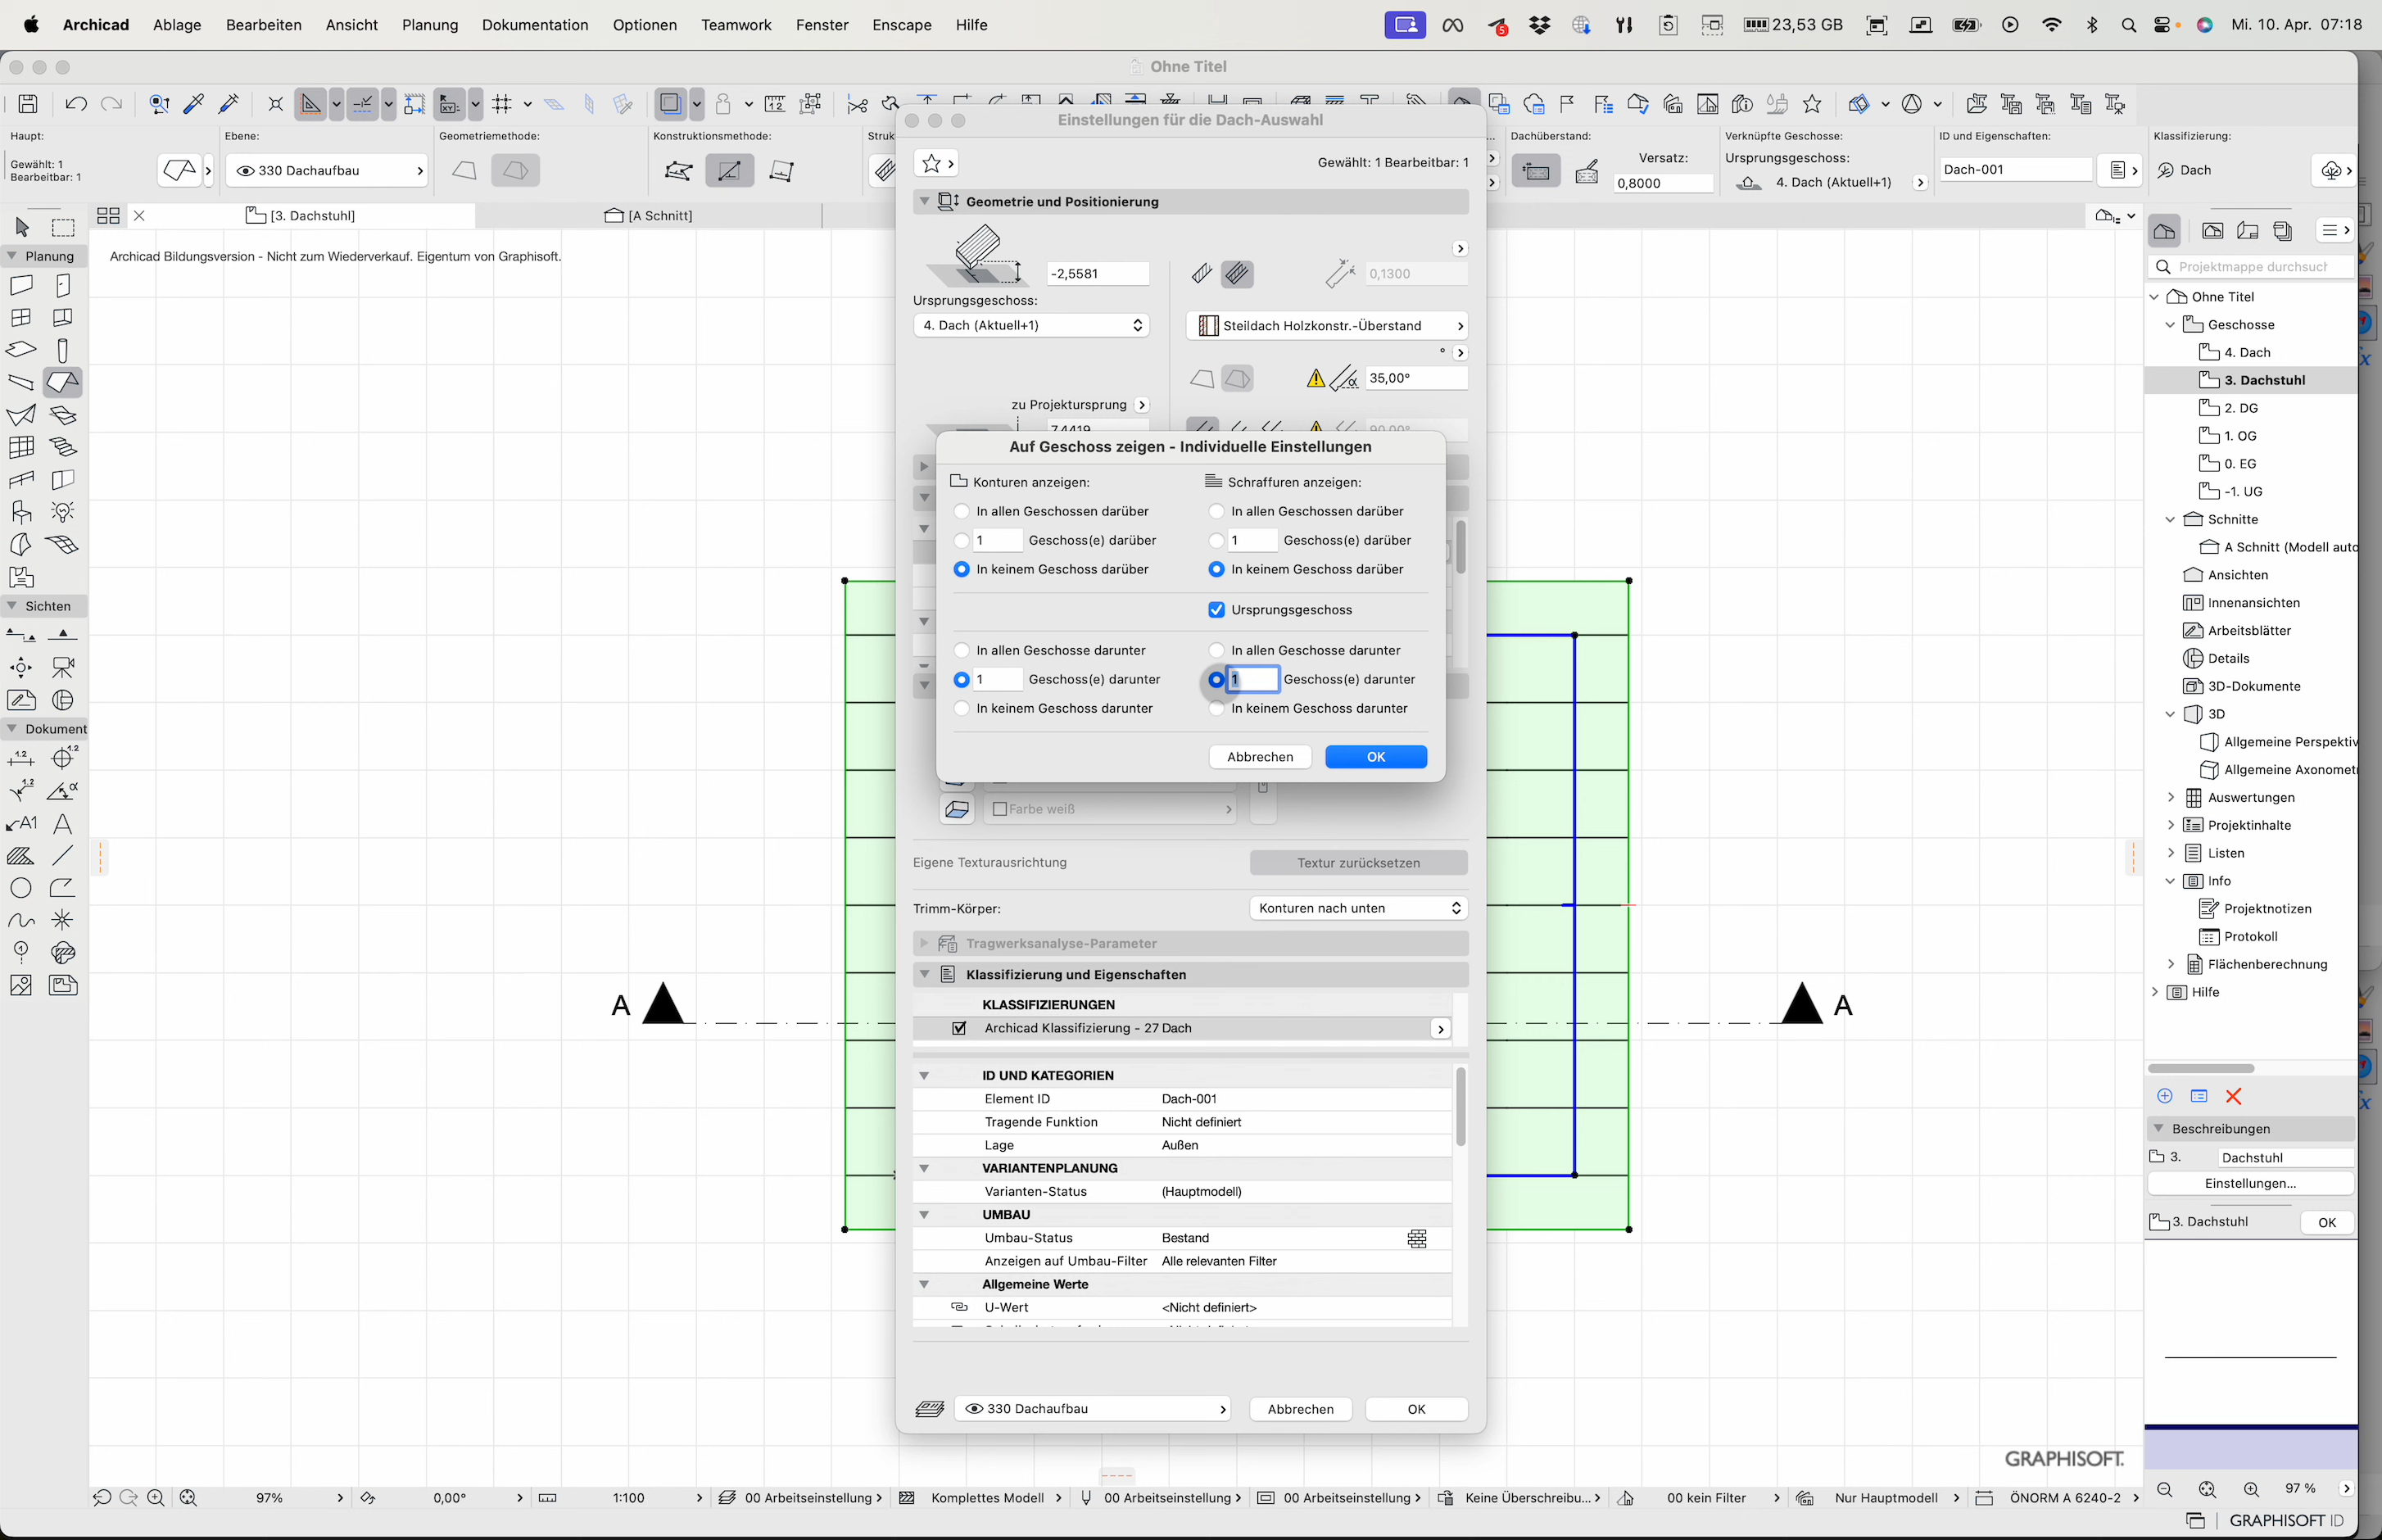 Archicad Ablage Bearbeiten Ansicht Planung Dokumentation Optionen Teamwork Fenster Enscape Hilfe
5 23,53 GB Mi. 10. Apr. 07:18
Ohne Titel
Haupt:
Gewählt: 1
Bearbeitbar: 1
Ebene:
330 Dachaufbau
Geometriemethode:
Konstruktionsmethode:
Struk
Dachüberstand:
Versatz:
0,8000
Verknüpfte Geschosse:
Ursprungsgeschoss:
4. Dach (Aktuell+1)
ID und Eigenschaften:
Dach-001
Klassifizierung:
Dach
[3. Dachstuhl]
[A Schnitt]
Archicad Bildungsversion - Nicht zum Wiederverkauf. Eigentum von Graphisoft.
Planung
Sichten
Dokument
A
A
Einstellungen für die Dach-Auswahl
Gewählt: 1 Bearbeitbar: 1
Geometrie und Positionierung
-2,5581
0,1300
Ursprungsgeschoss:
4. Dach (Aktuell+1)
Steildach Holzkonstr.-Überstand
°
35,00°
zu Projektursprung
7,4419
90,00°
Auf Geschoss zeigen - Individuelle Einstellungen
Konturen anzeigen:
In allen Geschossen darüber
1 Geschoss(e) darüber
In keinem Geschoss darüber
In allen Geschosse darunter
1 Geschoss(e) darunter
In keinem Geschoss darunter
Schraffuren anzeigen:
In allen Geschossen darüber
1 Geschoss(e) darüber
In keinem Geschoss darüber
Ursprungsgeschoss
In allen Geschosse darunter
1 Geschoss(e) darunter
In keinem Geschoss darunter
Abbrechen
OK
Farbe weiß
Eigene Texturausrichtung
Textur zurücksetzen
Trimm-Körper:
Konturen nach unten
Tragwerksanalyse-Parameter
Klassifizierung und Eigenschaften
KLASSIFIZIERUNGEN
Archicad Klassifizierung - 27 Dach
ID UND KATEGORIEN
Element ID Dach-001
Tragende Funktion Nicht definiert
Lage Außen
VARIANTENPLANUNG
Varianten-Status (Hauptmodell)
UMBAU
Umbau-Status Bestand
Anzeigen auf Umbau-Filter Alle relevanten Filter
Allgemeine Werte
U-Wert <Nicht definiert>
330 Dachaufbau
Abbrechen
OK
Projektmappe durchsuch
Ohne Titel
Geschosse
4. Dach
3. Dachstuhl
2. DG
1. OG
0. EG
-1. UG
Schnitte
A Schnitt (Modell auto
Ansichten
Innenansichten
Arbeitsblätter
Details
3D-Dokumente
3D
Allgemeine Perspektiv
Allgemeine Axonomet
Auswertungen
Projektinhalte
Listen
Info
Projektnotizen
Protokoll
Flächenberechnung
Hilfe
Beschreibungen
3. Dachstuhl
Einstellungen...
3. Dachstuhl
OK
GRAPHISOFT.
97% 0,00° 1:100 00 Arbeitseinstellung Komplettes Modell 00 Arbeitseinstellung 00 Arbeitseinstellung Keine Überschreibu... 00 kein Filter Nur Hauptmodell ÖNORM A 6240-2
97 %
GRAPHISOFT ID